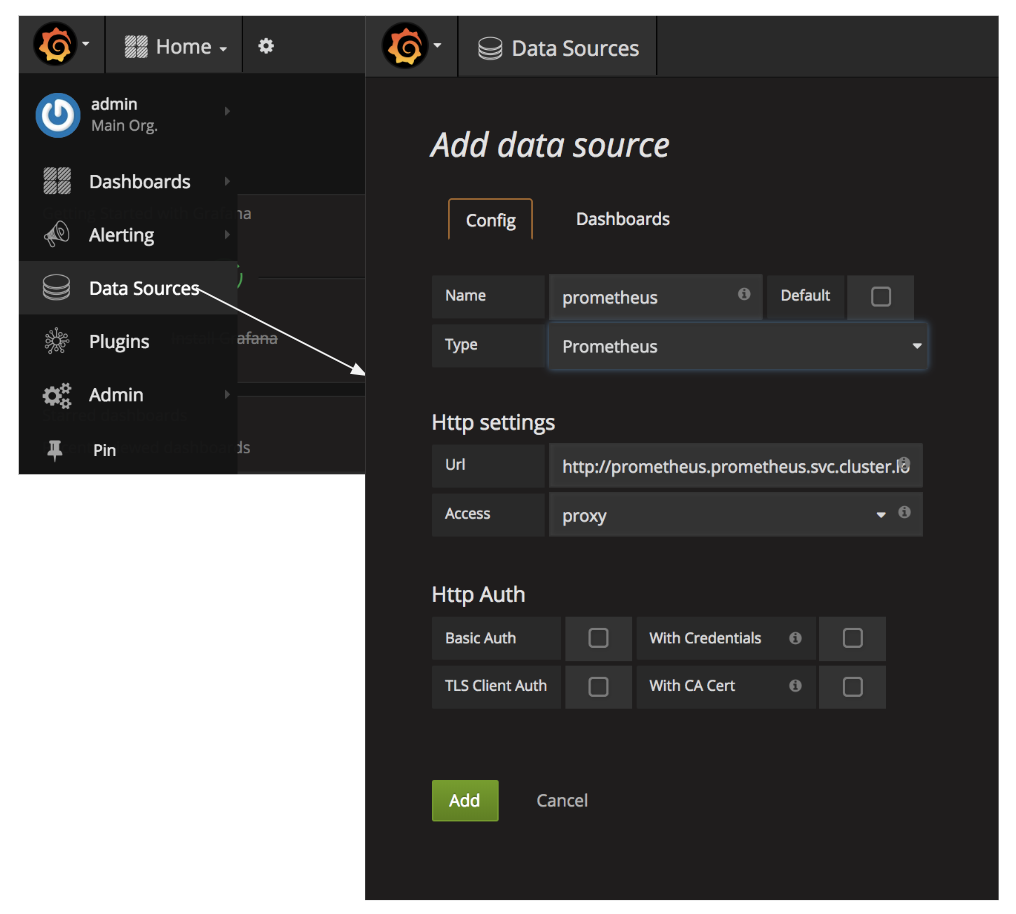 Home
admin
Main Org.
Dashboards
Alerting
Data Sources
Plugins
Admin
Pin
Data Sources
Add data source
Config Dashboards
Name prometheus Default
Type Prometheus
Http settings
Url http://prometheus.prometheus.svc.cluster.lo
Access proxy
Http Auth
Basic Auth With Credentials
TLS Client Auth With CA Cert
Add Cancel